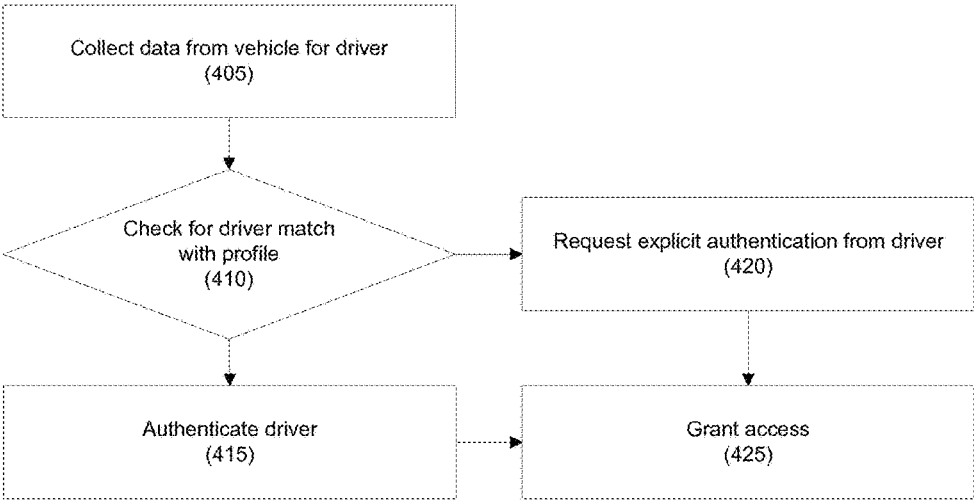 Collect data from vehicle for driver
(405)
Check for driver match
with profile
(410)
Request explicit authentication from driver
(420)
Authenticate driver
(415)
Grant access
(425)